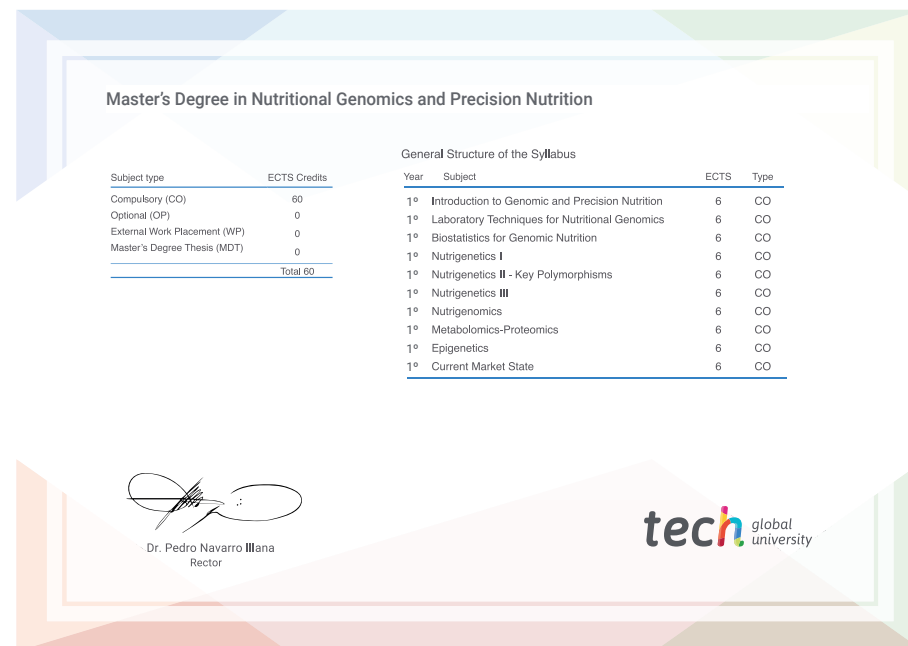 Master's Degree in Nutritional Genomics and Precision Nutrition
Subject type ECTS Credits
Compulsory (CO) 60
Optional (OP) 0
External Work Placement (WP) 0
Master's Degree Thesis (MDT) 0
Total 60
General Structure of the Syllabus
Year Subject ECTS Type
1º Introduction to Genomic and Precision Nutrition 6 CO
1º Laboratory Techniques for Nutritional Genomics 6 CO
1º Biostatistics for Genomic Nutrition 6 CO
1º Nutrigenetics I 6 CO
1º Nutrigenetics II - Key Polymorphisms 6 CO
1º Nutrigenetics III 6 CO
1º Nutrigenomics 6 CO
1º Metabolomics-Proteomics 6 CO
1º Epigenetics 6 CO
1º Current Market State 6 CO
Dr. Pedro Navarro Illana
Rector
tech global
university